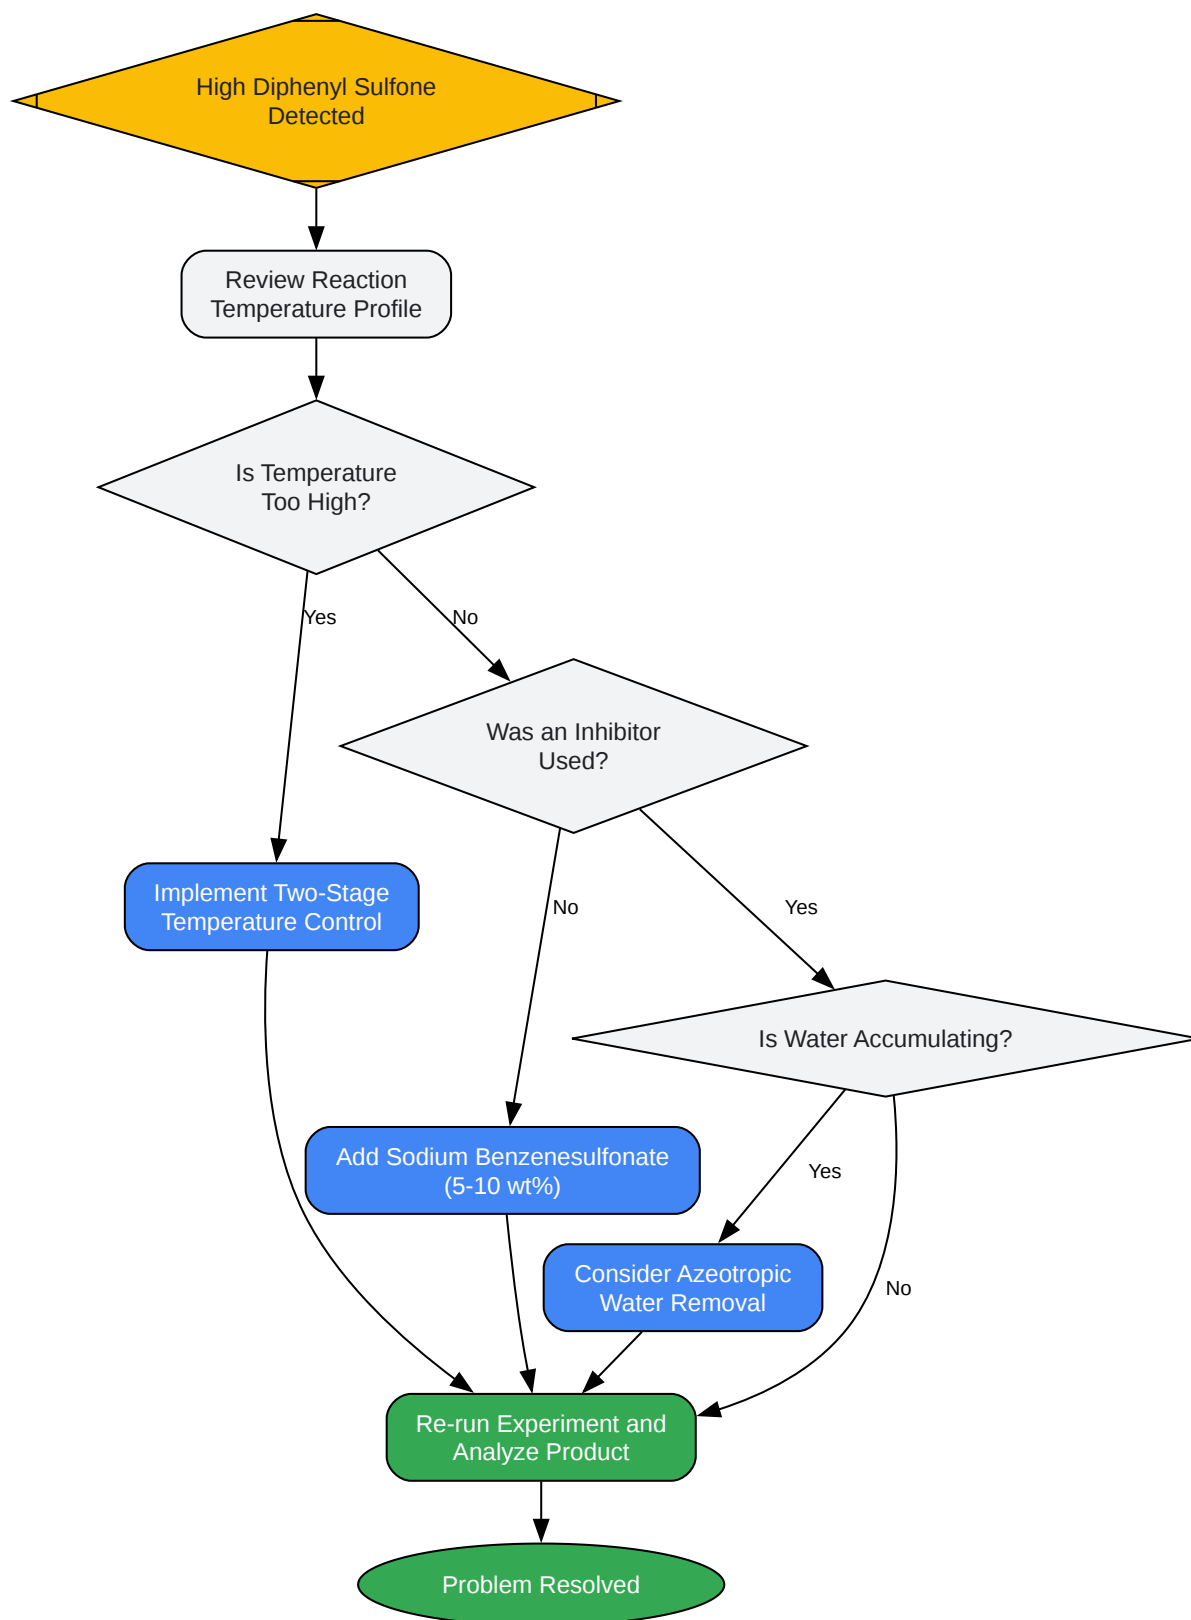 High Diphenyl Sulfone
Detected
Review Reaction
Temperature Profile
Is Temperature
Too High?
Yes
No
Was an Inhibitor
Used?
Implement Two-Stage
Temperature Control
No
Yes
Is Water Accumulating?
Add Sodium Benzenesulfonate
(5-10 wt%)
Yes
Consider Azeotropic
Water Removal
No
Re-run Experiment and
Analyze Product
Problem Resolved